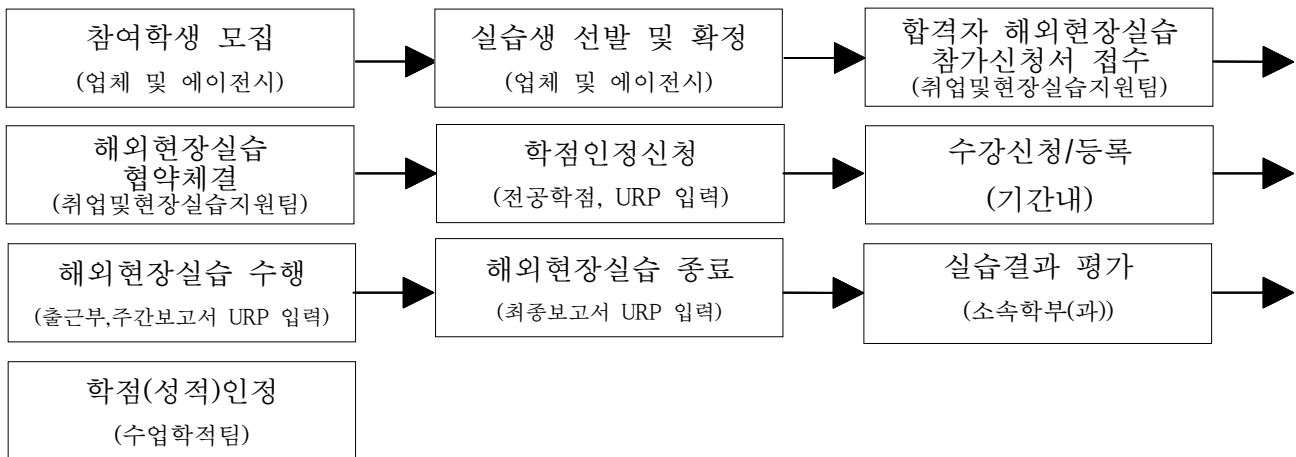 참여학생 모집
(업체 및 에이전시)
실습생 선발 및 확정
(업체 및 에이전시)
합격자 해외현장실습
참가신청서 접수
(취업및현장실습지원팀)
해외현장실습
협약체결
(취업및현장실습지원팀)
학점인정신청
(전공학점, URP 입력)
수강신청/등록
(기간내)
해외현장실습 수행
(출근부,주간보고서 URP 입력)
해외현장실습 종료
(최종보고서 URP 입력)
실습결과 평가
(소속학부(과))
학점(성적)인정
(수업학적팀)